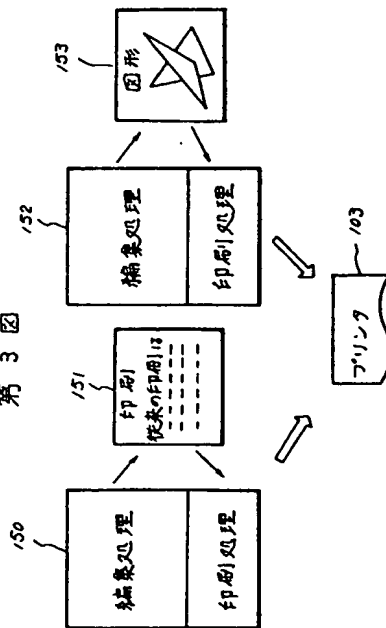 第3図
150
編集処理
印刷処理
151
印刷
従来の印刷は
152
編集処理
印刷処理
153
図形
103
プリンタ